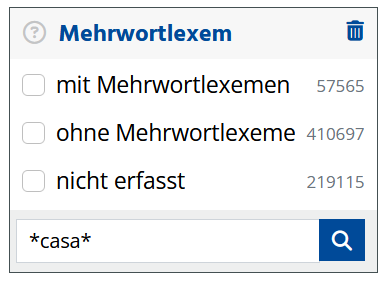 ? Mehrwortlexem
mit Mehrwortlexemen 57565
ohne Mehrwortlexeme 410697
nicht erfasst 219115
*casa*